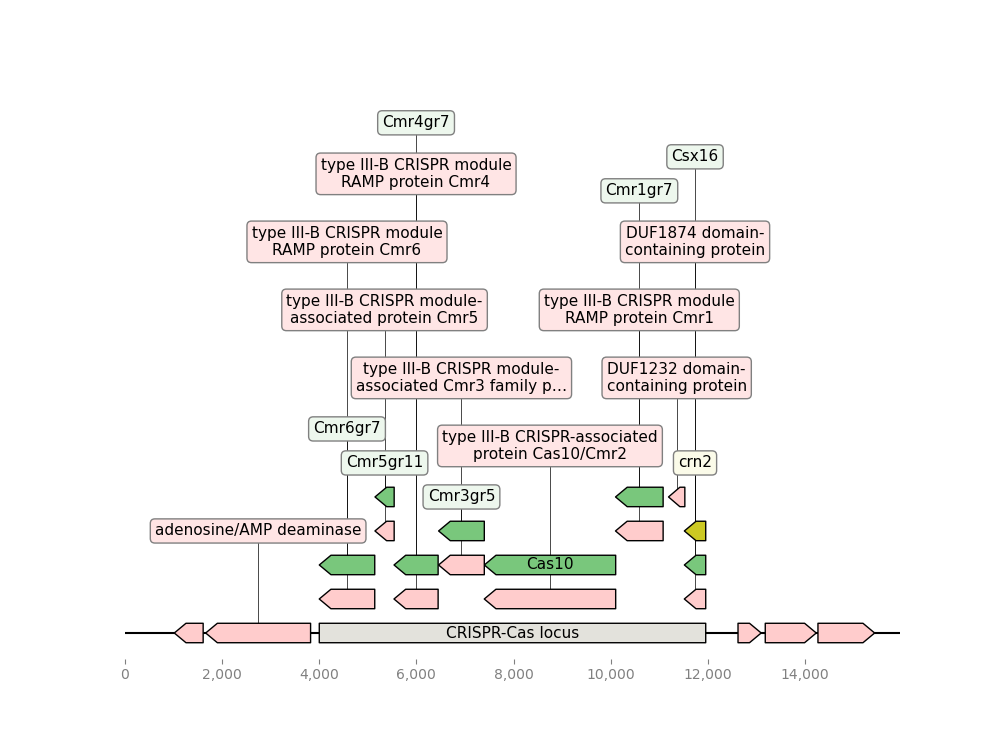 Cmr4gr7
Csx16
type III-B CRISPR module
RAMP protein Cmr4
Cmr1gr7
type III-B CRISPR module
RAMP protein Cmr6
DUF1874 domain-
containing protein
type III-B CRISPR module-
associated protein Cmr5
type III-B CRISPR module
RAMP protein Cmr1
type III-B CRISPR module-
associated Cmr3 family p...
DUF1232 domain-
containing protein
Cmr6gr7
type III-B CRISPR-associated
protein Cas10/Cmr2
Cmr5gr11
crn2
Cmr3gr5
adenosine/AMP deaminase
Cas10
CRISPR-Cas locus
0
2,000
4,000
6,000
8,000
10,000
12,000
14,000